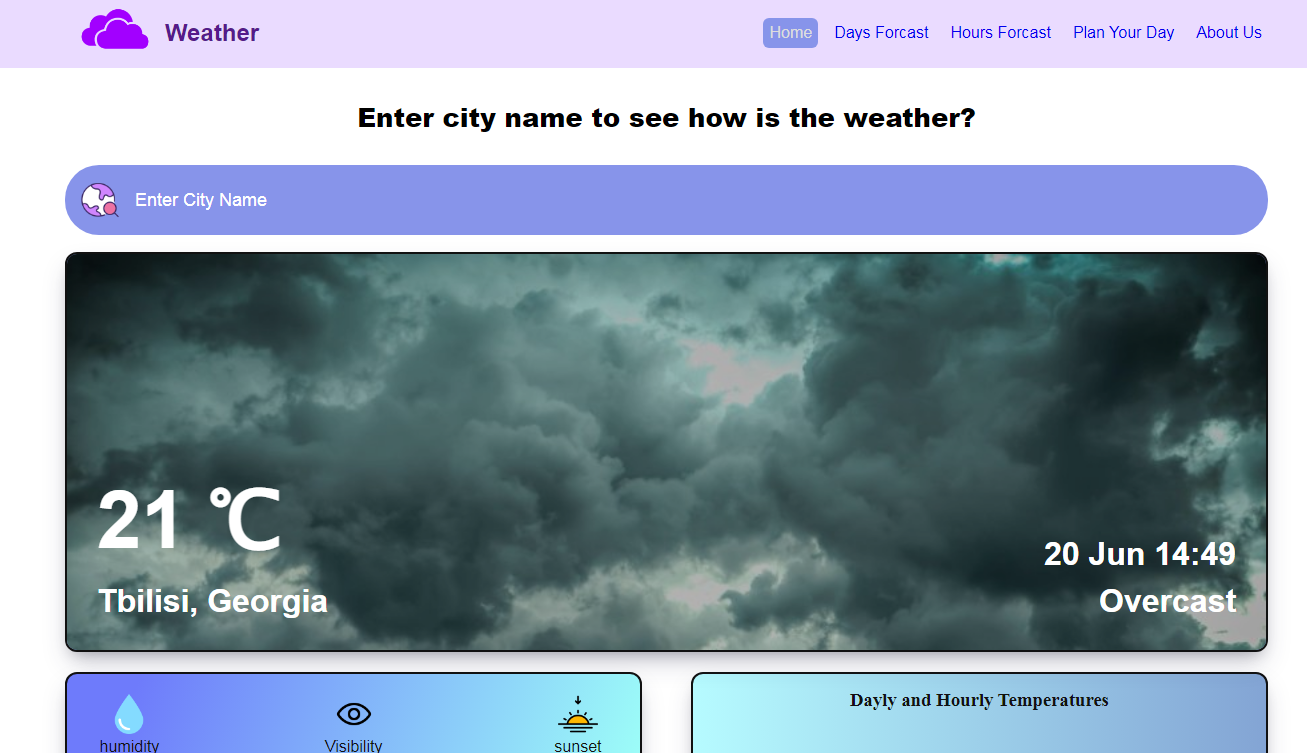 Weather
Home Days Forcast Hours Forcast Plan Your Day About Us
Enter city name to see how is the weather?
Enter City Name
21 ℃
Tbilisi, Georgia
20 Jun 14:49
Overcast
humidity Visibility sunset
Dayly and Hourly Temperatures